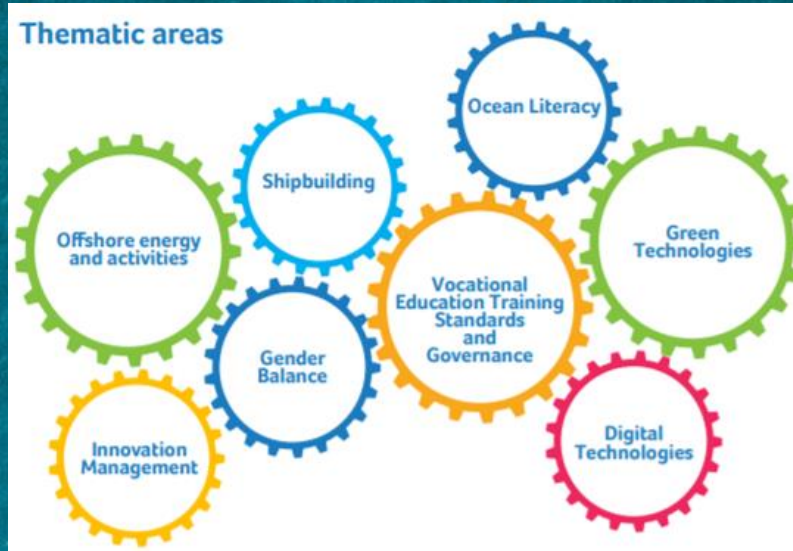 Thematic areas
Ocean Literacy
Shipbuilding
Offshore energy
and activities
Green
Technologies
Vocational
Education Training
Standards
and
Governance
Gender
Balance
Innovation
Management
Digital
Technologies